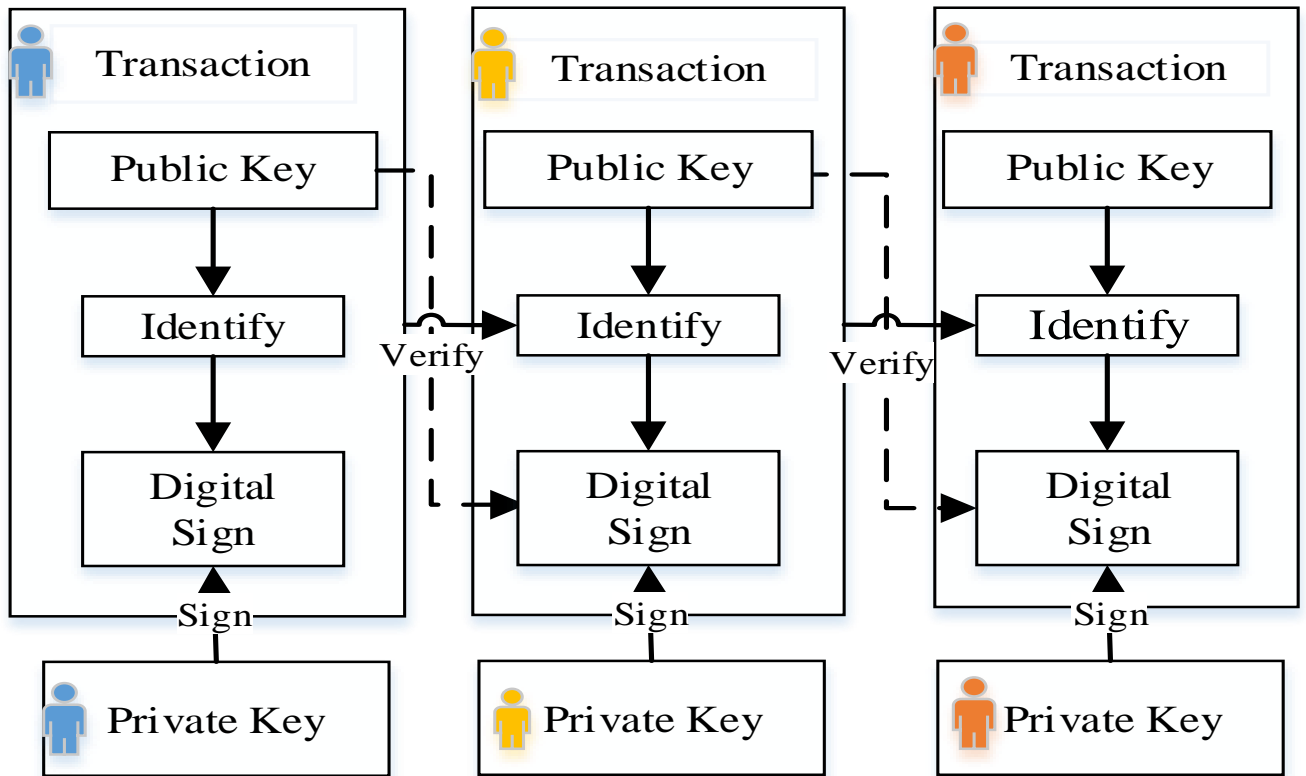 Transaction
Transaction
Transaction
Public Key
Public Key
Public Key
Identify
Identify
Identify
Verify
Verify
Digital
Sign
Digital
Sign
Digital
Sign
Sign
Sign
Sign
Private Key
Private Key
Private Key